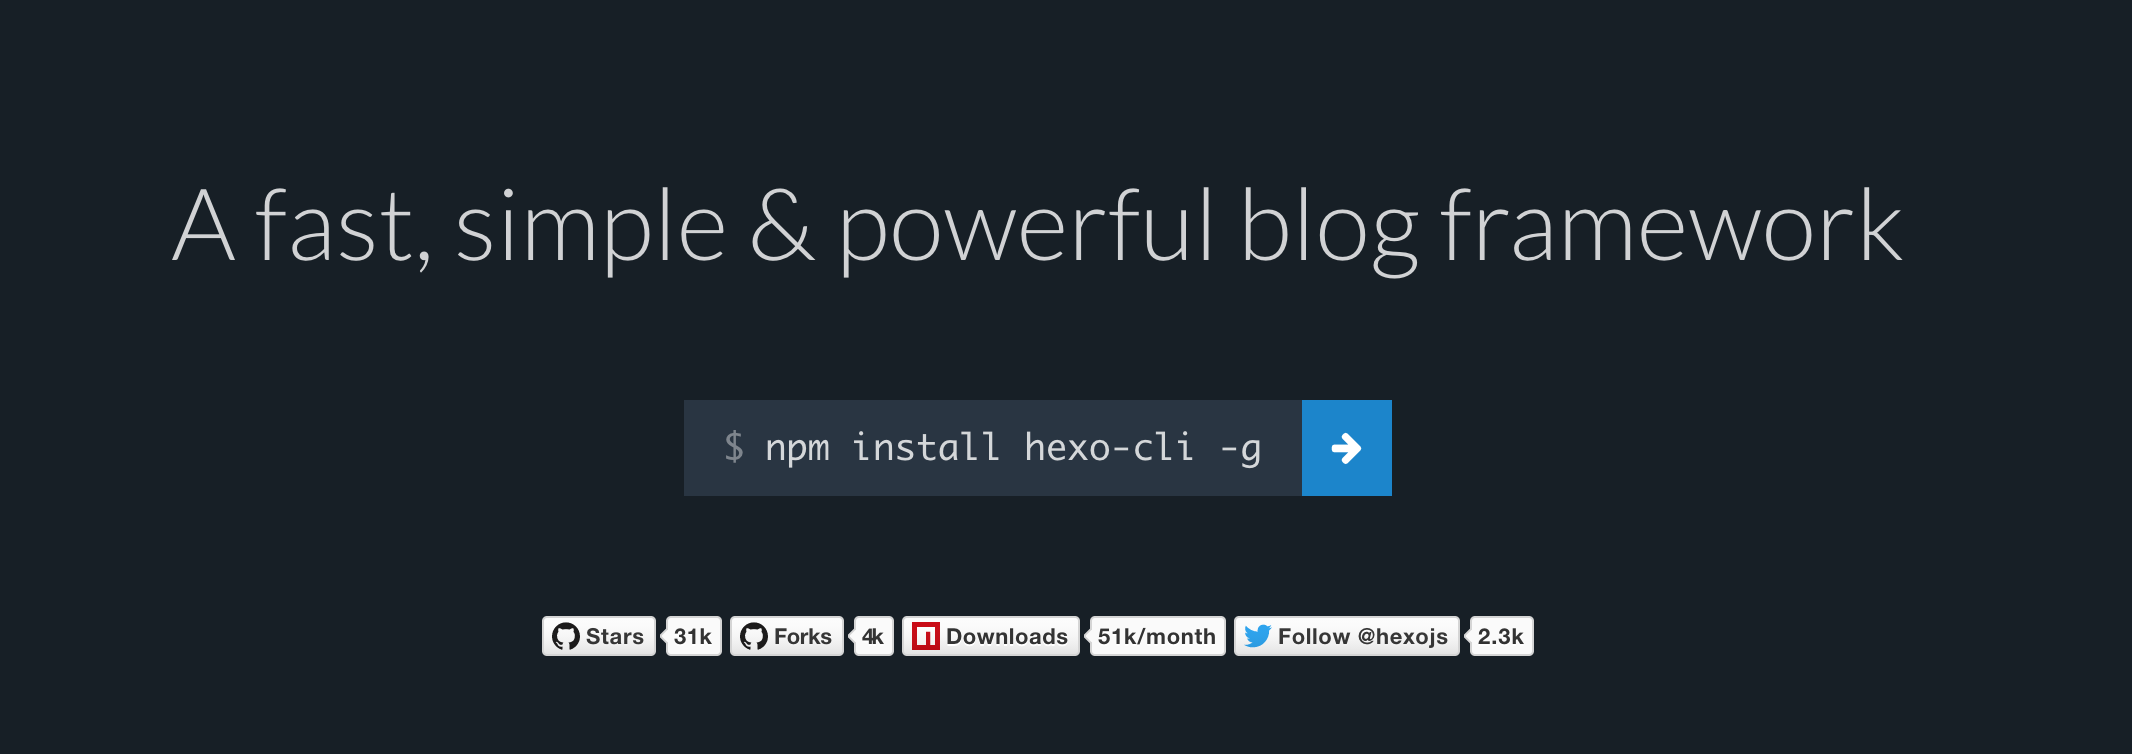 A fast, simple & powerful blog framework
$ npm install hexo-cli -g
Stars 31k Forks 4k Downloads 51k/month Follow @hexojs 2.3k